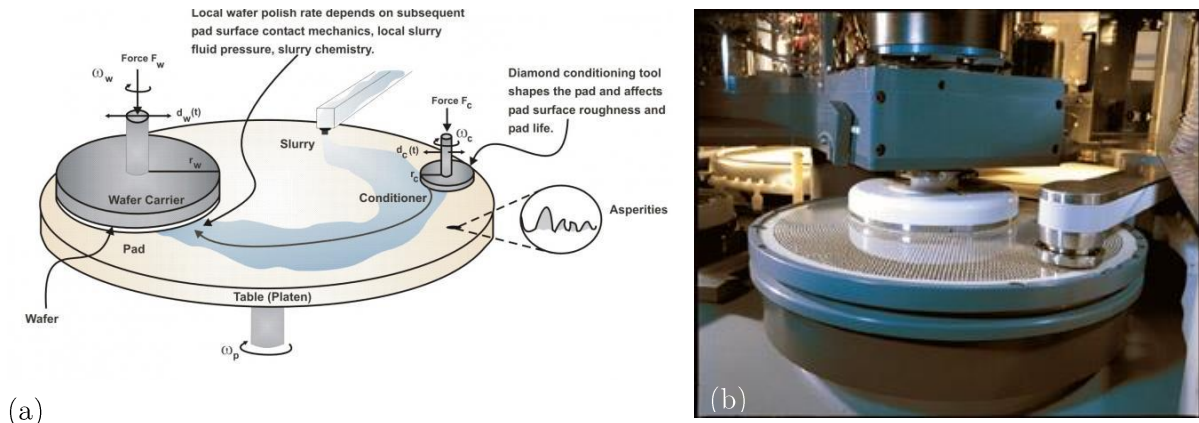 Local wafer polish rate depends on subsequent
pad surface contact mechanics, local slurry
fluid pressure, slurry chemistry.
Force F_w
ω_w
d_w(t)
r_w
Wafer Carrier
Pad
Wafer
Slurry
Force F_c
ω_c
d_c(t)
r_c
Conditioner
Diamond conditioning tool
shapes the pad and affects
pad surface roughness and
pad life.
Asperities
Table (Platen)
ω_p
(a)
(b)